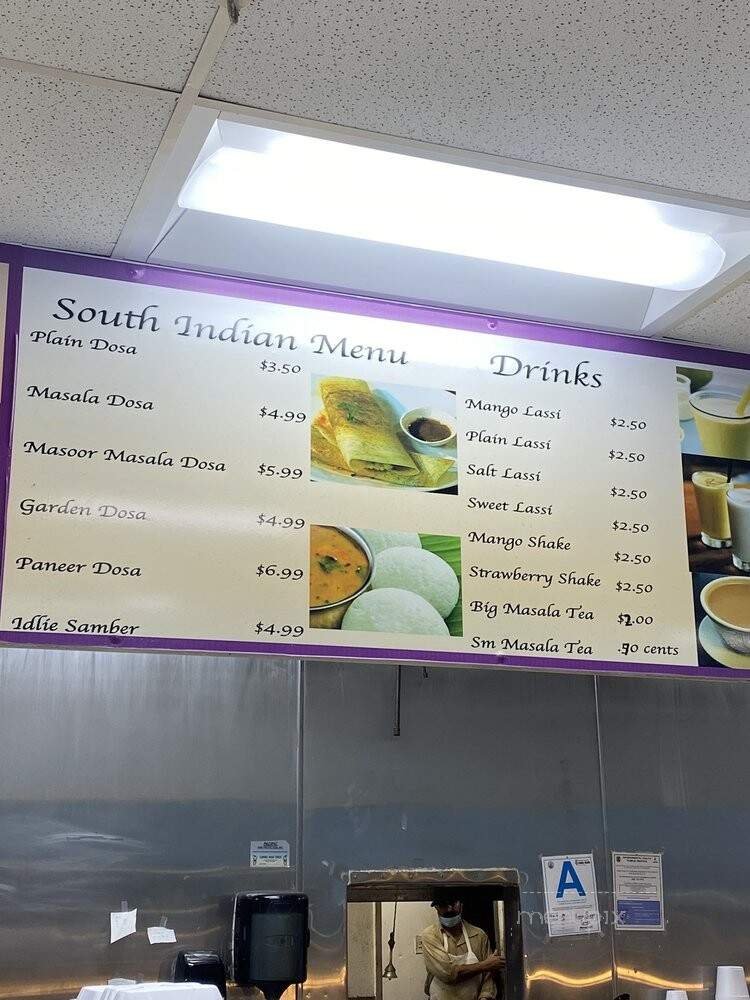 South Indian Menu
Plain Dosa $3.50
Masala Dosa $4.99
Masoor Masala Dosa $5.99
Garden Dosa $4.99
Paneer Dosa $6.99
Idlie Samber $4.99
Drinks
Mango Lassi $2.50
Plain Lassi $2.50
Salt Lassi $2.50
Sweet Lassi $2.50
Mango Shake $2.50
Strawberry Shake $2.50
Big Masala Tea .00
Sm Masala Tea 0 cents
A
menupix